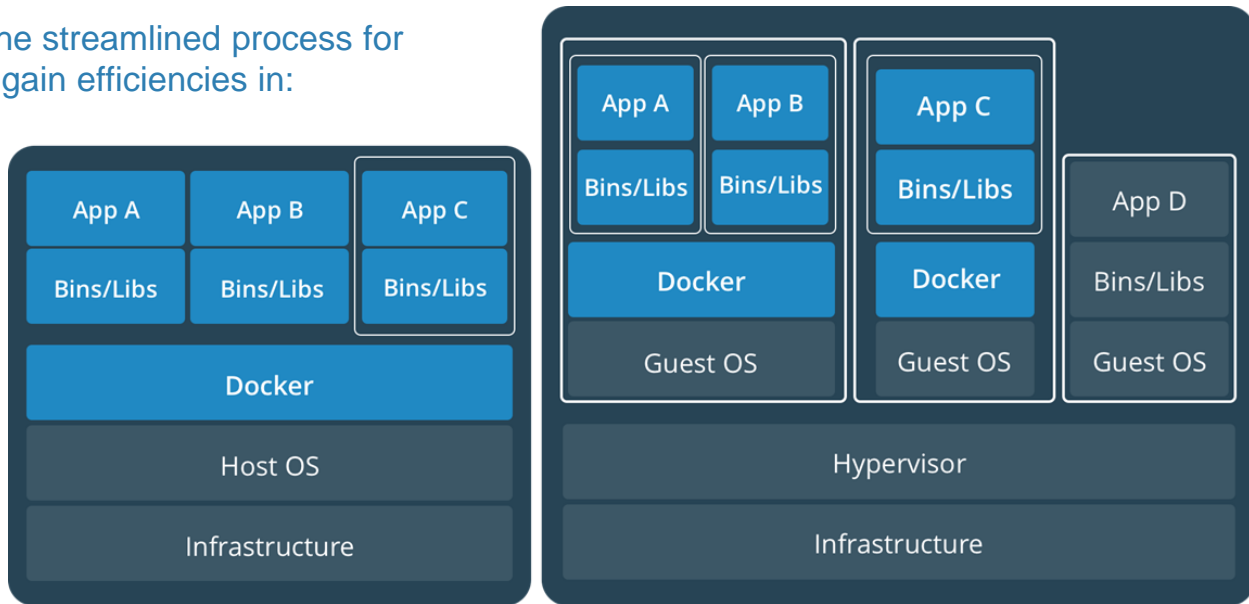 he streamlined process for
gain efficiencies in:
App A
App B
App C
Bins/Libs
Bins/Libs
Bins/Libs
Docker
Host OS
Infrastructure
App A
App B
App C
Bins/Libs
Bins/Libs
Bins/Libs
App D
Docker
Docker
Bins/Libs
Guest OS
Guest OS
Guest OS
Hypervisor
Infrastructure